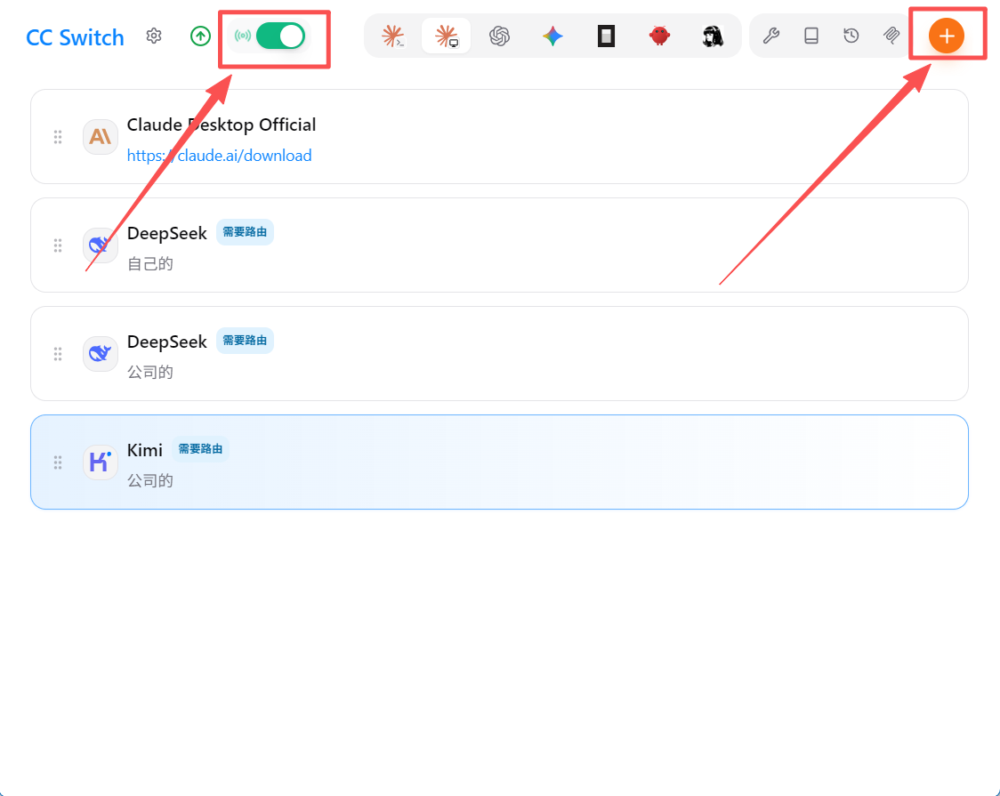 CC Switch
Claude Desktop Official
https://claude.ai/download
DeepSeek 需要路由
自己的
DeepSeek 需要路由
公司的
Kimi 需要路由
公司的